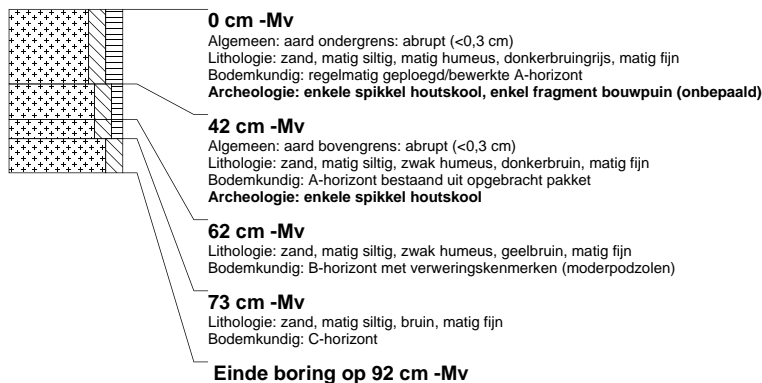 0 cm -Mv
Algemeen: aard ondergrens: abrupt (<0,3 cm)
Lithologie: zand, matig siltig, matig humeus, donkerbruingrijs, matig fijn
Bodemkundig: regelmatig geploegd/bewerkte A-horizont
Archeologie: enkele spikkel houtskool, enkel fragment bouwpuin (onbepaald)
42 cm -Mv
Algemeen: aard bovengrens: abrupt (<0,3 cm)
Lithologie: zand, matig siltig, zwak humeus, donkerbruin, matig fijn
Bodemkundig: A-horizont bestaand uit opgebracht pakket
Archeologie: enkele spikkel houtskool
62 cm -Mv
Lithologie: zand, matig siltig, zwak humeus, geelbruin, matig fijn
Bodemkundig: B-horizont met verweringskenmerken (moderpodzolen)
73 cm -Mv
Lithologie: zand, matig siltig, bruin, matig fijn
Bodemkundig: C-horizont
Einde boring op 92 cm -Mv